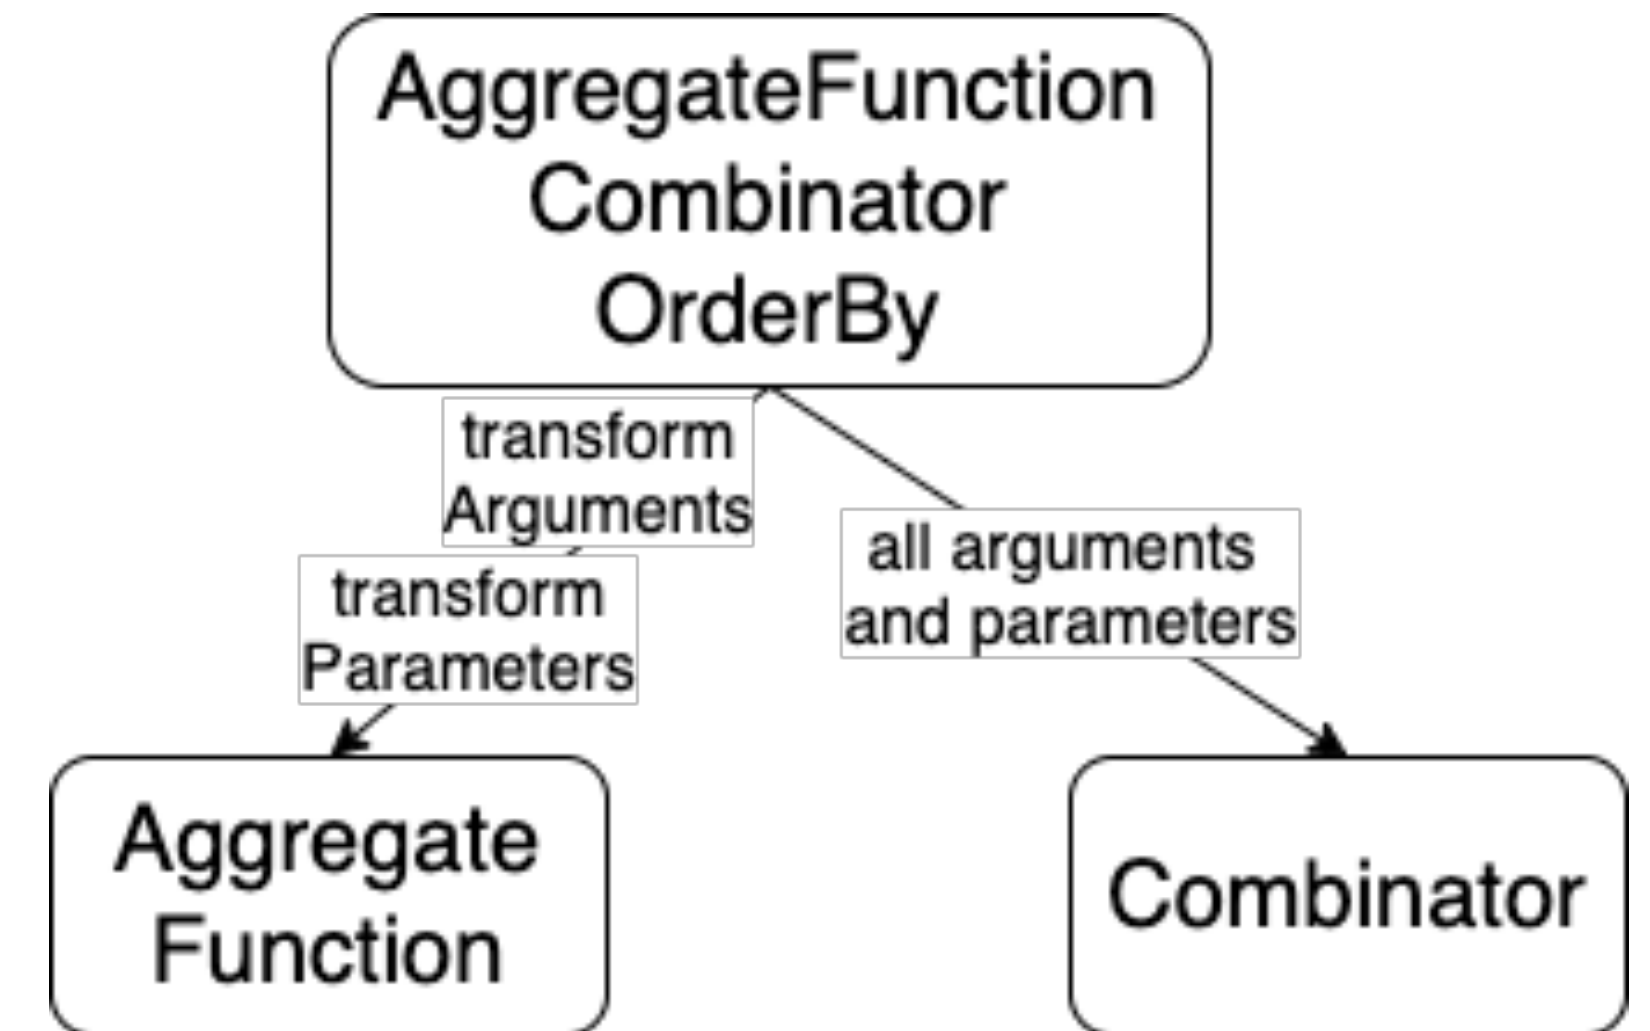 AggregateFunction
Combinator
OrderBy
transform
Arguments
transform
Parameters
all arguments
and parameters
Aggregate
Function
Combinator